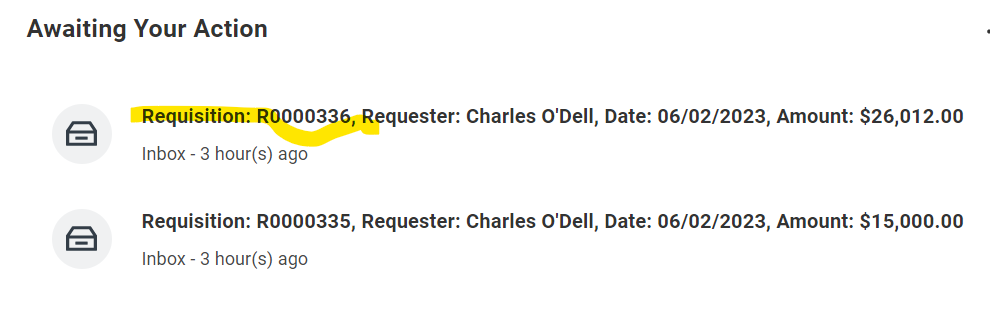 Awaiting Your Action
Requisition: R0000336, Requester: Charles O'Dell, Date: 06/02/2023, Amount: $26,012.00
Inbox - 3 hour(s) ago
Requisition: R0000335, Requester: Charles O'Dell, Date: 06/02/2023, Amount: $15,000.00
Inbox - 3 hour(s) ago